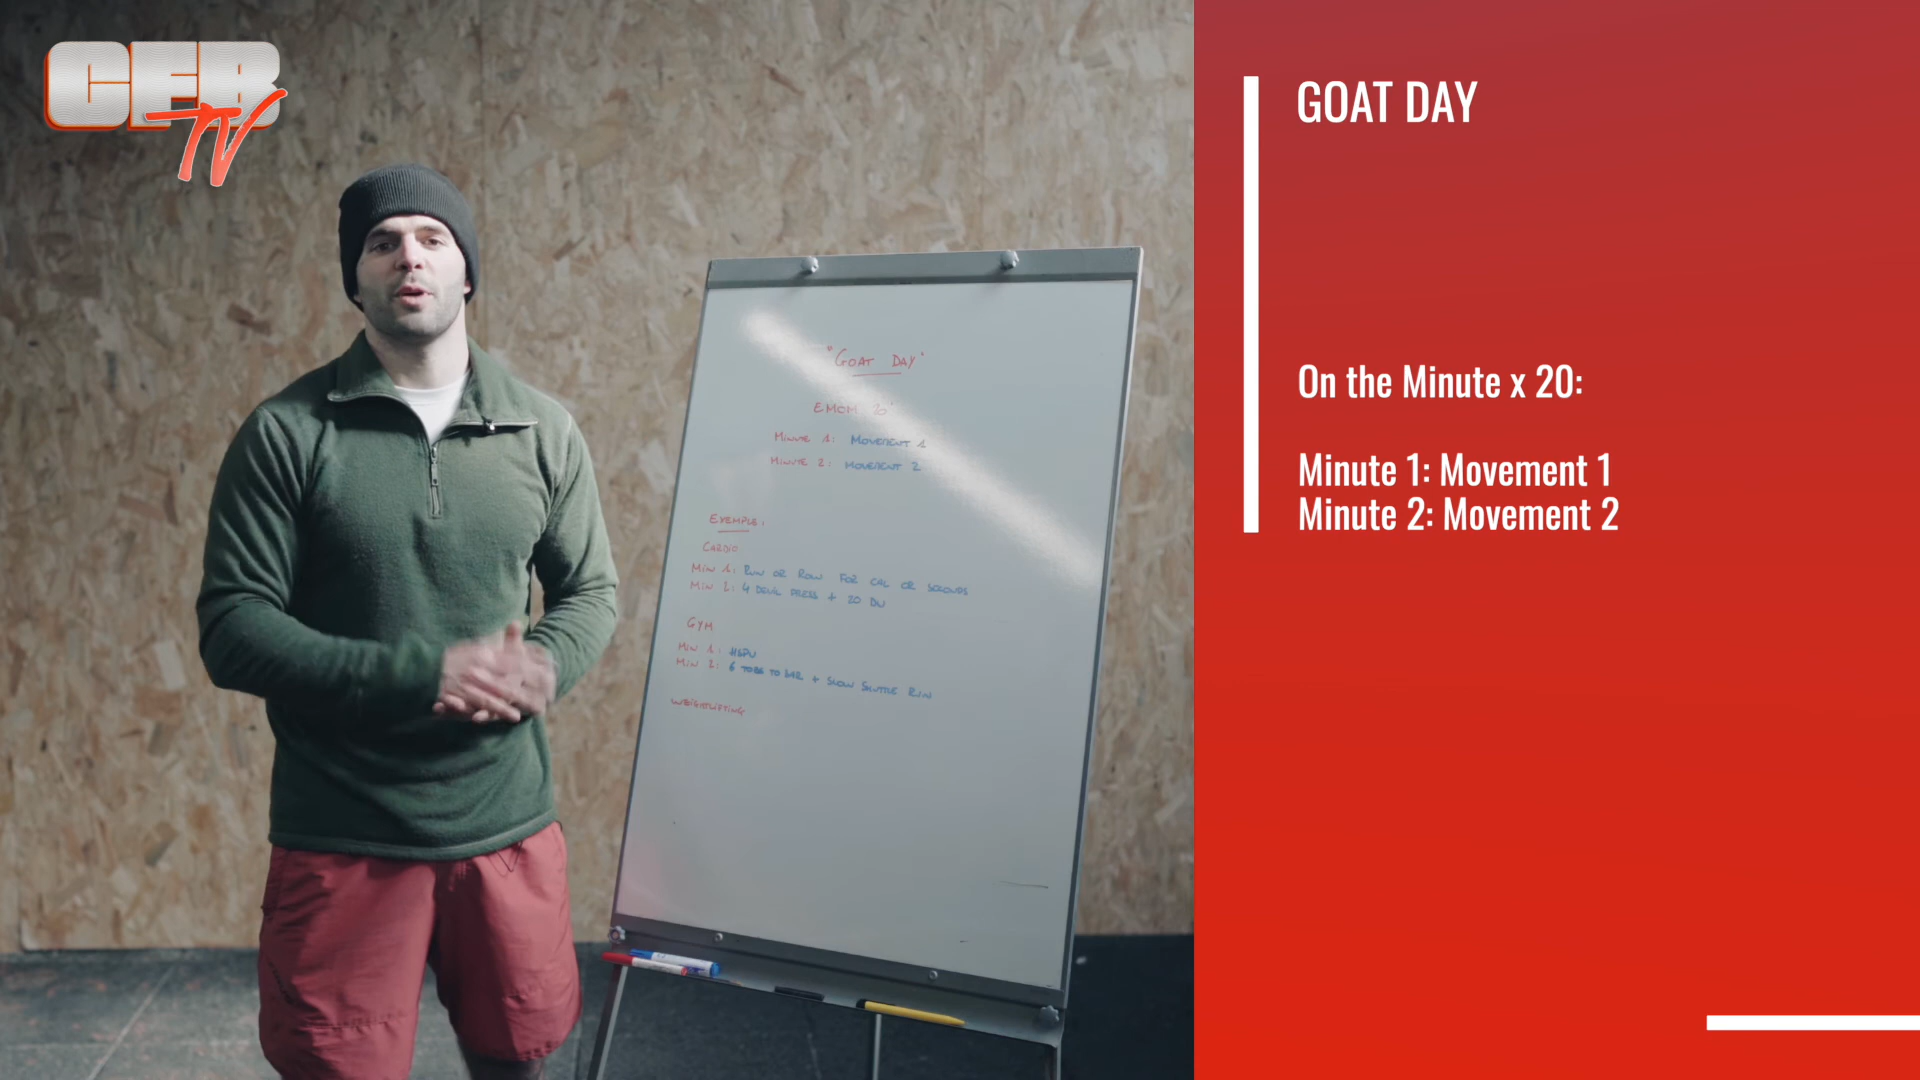 CFB
TV
"GOAT DAY"
EMOM 20'
MINUTE 1: MOVEMENT 1
MINUTE 2: MOVEMENT 2
EXEMPLE:
CARDIO
MIN 1: RUN OR ROW FOR CAL OR SECONDS
MIN 2: 4 DEVIL PRESS + 20 DU
GYM
MIN 1: HSPU
MIN 2: 6 TOES TO BAR + SLOW SHUTTLE RUN
WEIGHTLIFTING
GOAT DAY
On the Minute x 20:
Minute 1: Movement 1
Minute 2: Movement 2